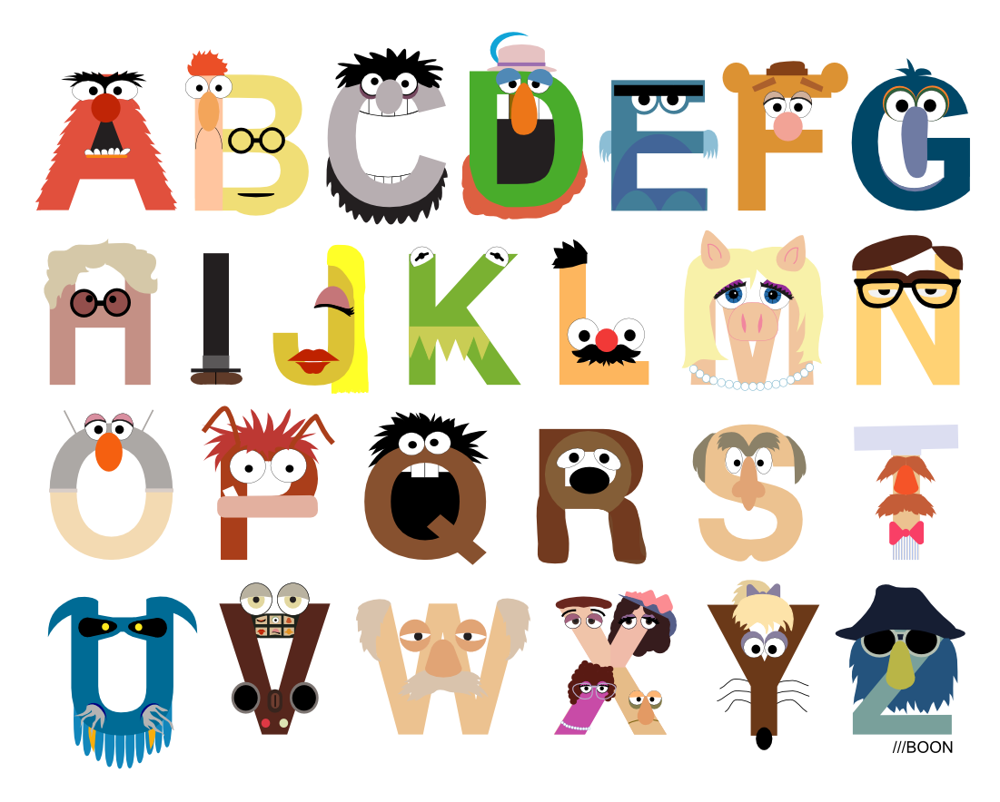 A B C D E F G
H I J K L M N
O P Q R S T
U V W X Y Z
///BOON